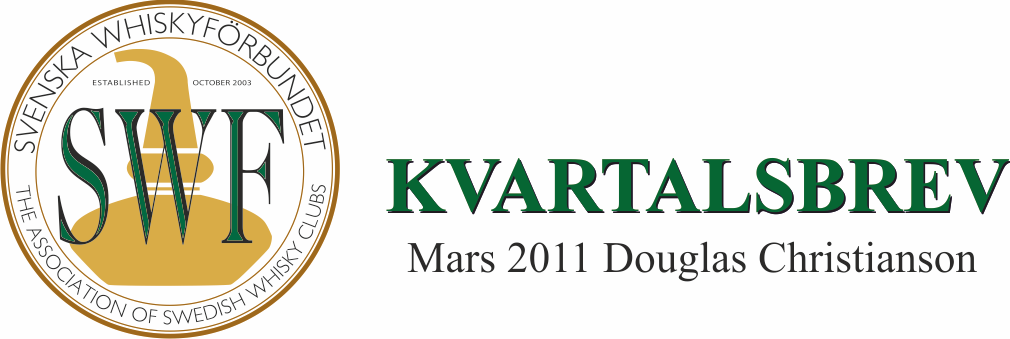 SVENSKA WHISKYFÖRBUNDET
ESTABLISHED OCTOBER 2003
SWF
THE ASSOCIATION OF SWEDISH WHISKY CLUBS
KVARTALSBREV
Mars 2011 Douglas Christianson